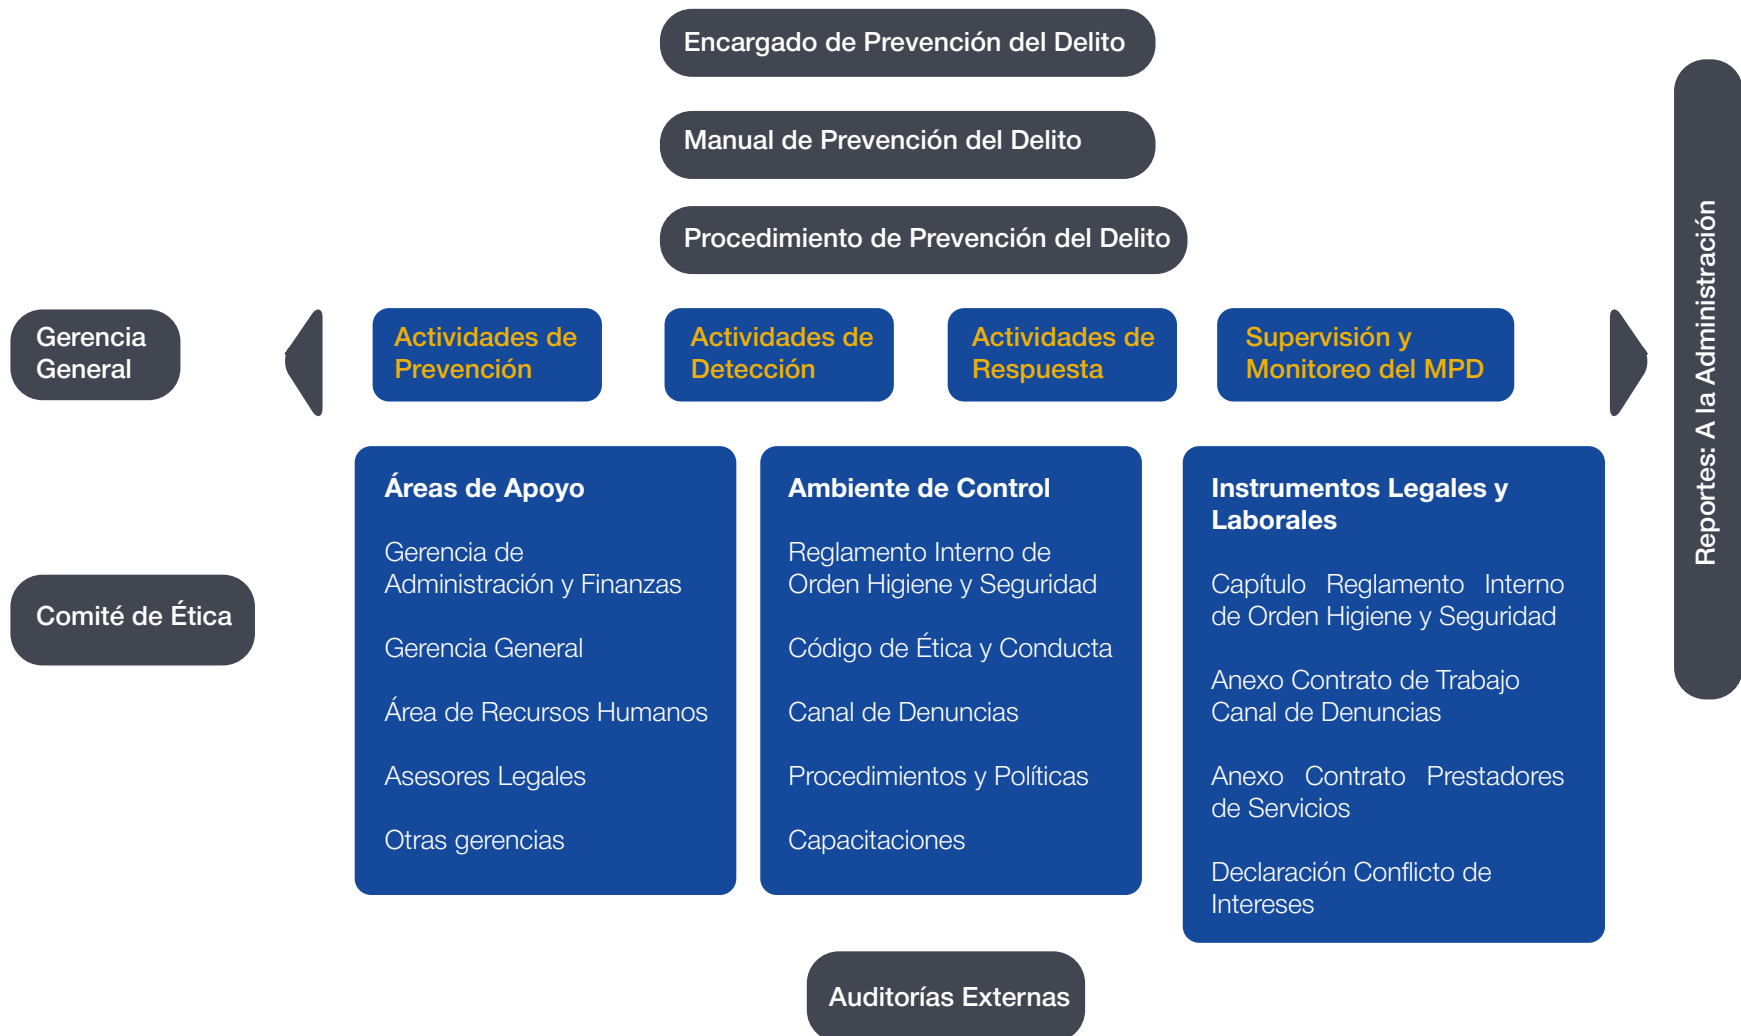 Encargado de Prevención del Delito
Manual de Prevención del Delito
Procedimiento de Prevención del Delito
Gerencia
General
Actividades de
Prevención
Actividades de
Detección
Actividades de
Respuesta
Supervisión y
Monitoreo del MPD
Reportes: A la Administración
Comité de Ética
Áreas de Apoyo
Gerencia de
Administración y Finanzas
Gerencia General
Área de Recursos Humanos
Asesores Legales
Otras gerencias
Ambiente de Control
Reglamento Interno de
Orden Higiene y Seguridad
Código de Ética y Conducta
Canal de Denuncias
Procedimientos y Políticas
Capacitaciones
Instrumentos Legales y
Laborales
Capítulo Reglamento Interno
de Orden Higiene y Seguridad
Anexo Contrato de Trabajo
Canal de Denuncias
Anexo Contrato Prestadores
de Servicios
Declaración Conflicto de
Intereses
Auditorías Externas